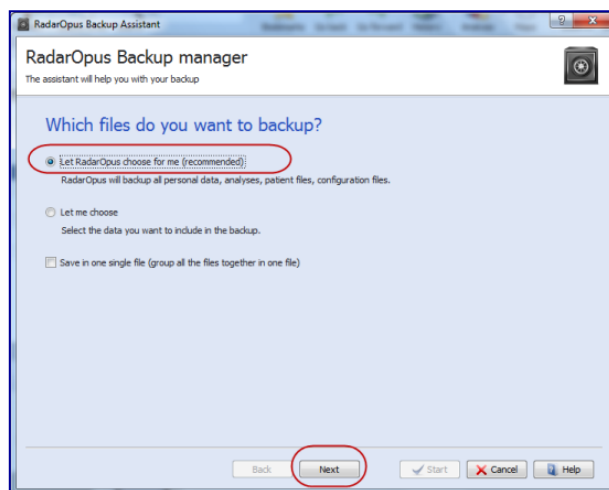 RadarOpus Backup Assistant
RadarOpus Backup manager
The assistant will help you with your backup
Which files do you want to backup?
Let RadarOpus choose for me (recommended)
RadarOpus will backup all personal data, analyses, patient files, configuration files.
Let me choose
Select the data you want to include in the backup.
Save in one single file (group all the files together in one file)
Back Next Start Cancel Help